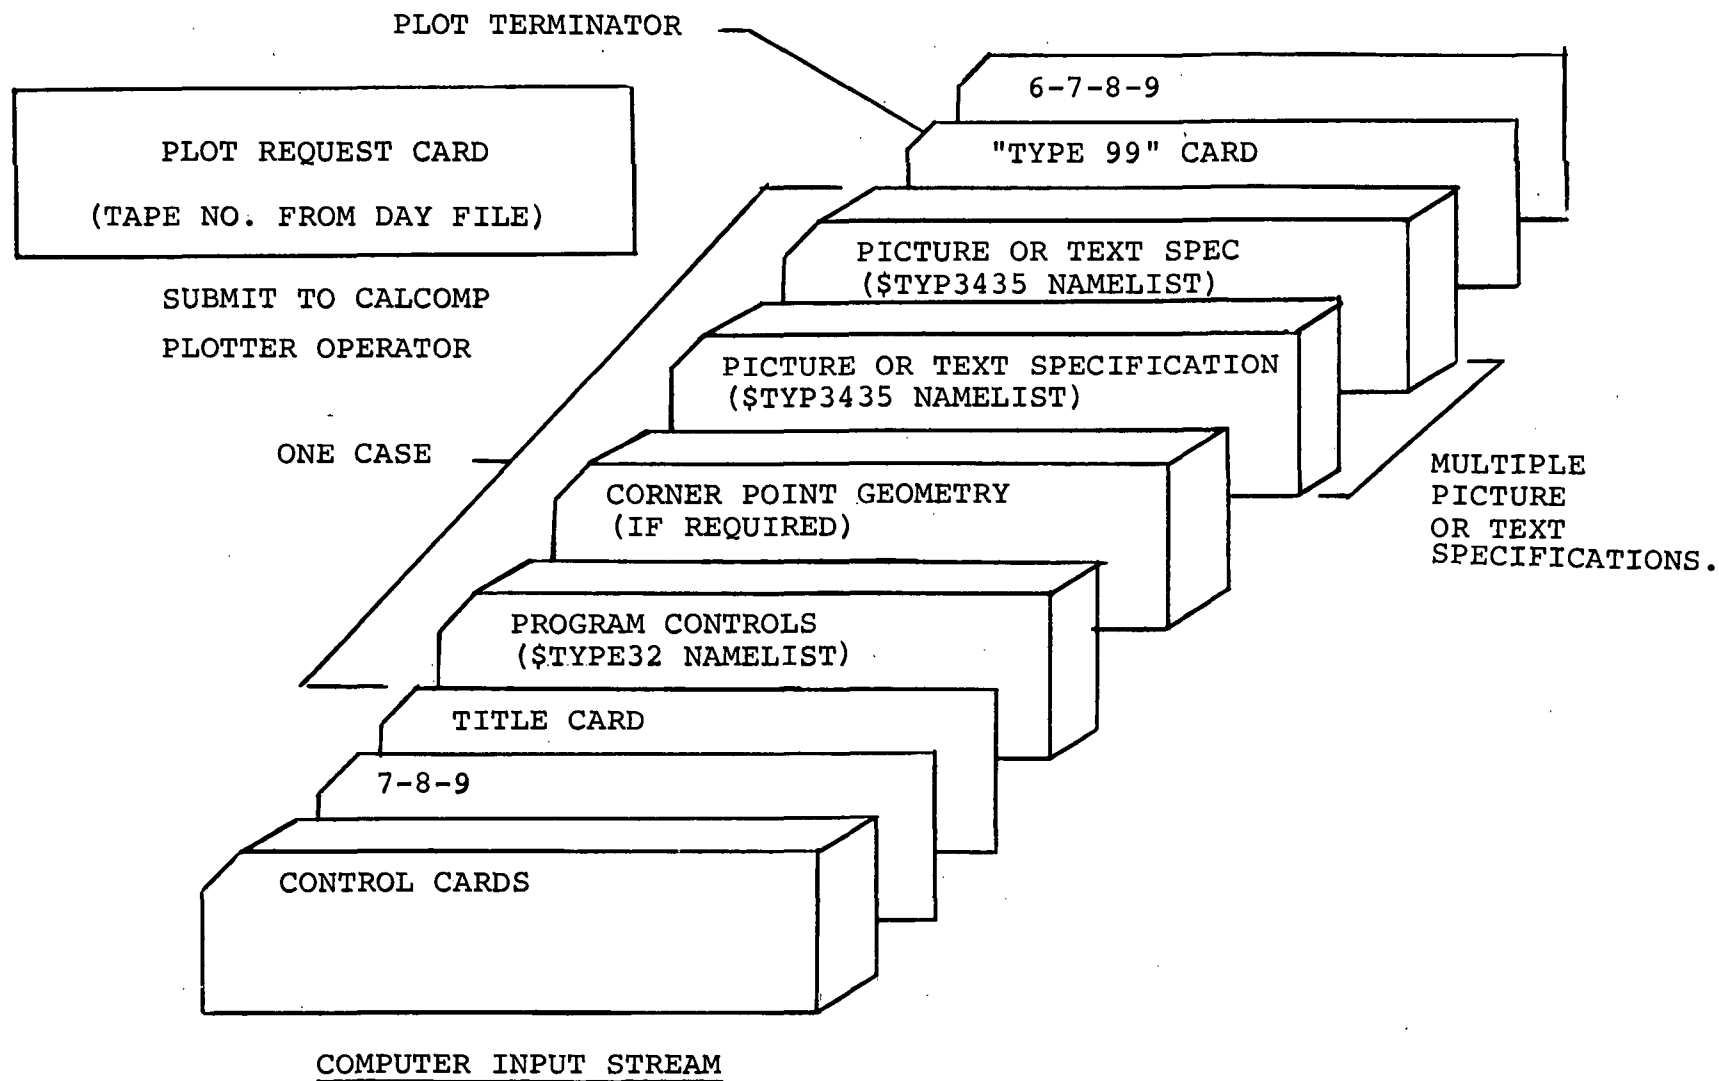 PLOT TERMINATOR
6-7-8-9
"TYPE 99" CARD
PLOT REQUEST CARD
(TAPE NO. FROM DAY FILE)
SUBMIT TO CALCOMP
PLOTTER OPERATOR
PICTURE OR TEXT SPEC
($TYP3435 NAMELIST)
PICTURE OR TEXT SPECIFICATION
($TYP3435 NAMELIST)
ONE CASE
MULTIPLE
PICTURE
OR TEXT
SPECIFICATIONS.
CORNER POINT GEOMETRY
(IF REQUIRED)
PROGRAM CONTROLS
($TYPE32 NAMELIST)
TITLE CARD
7-8-9
CONTROL CARDS
COMPUTER INPUT STREAM